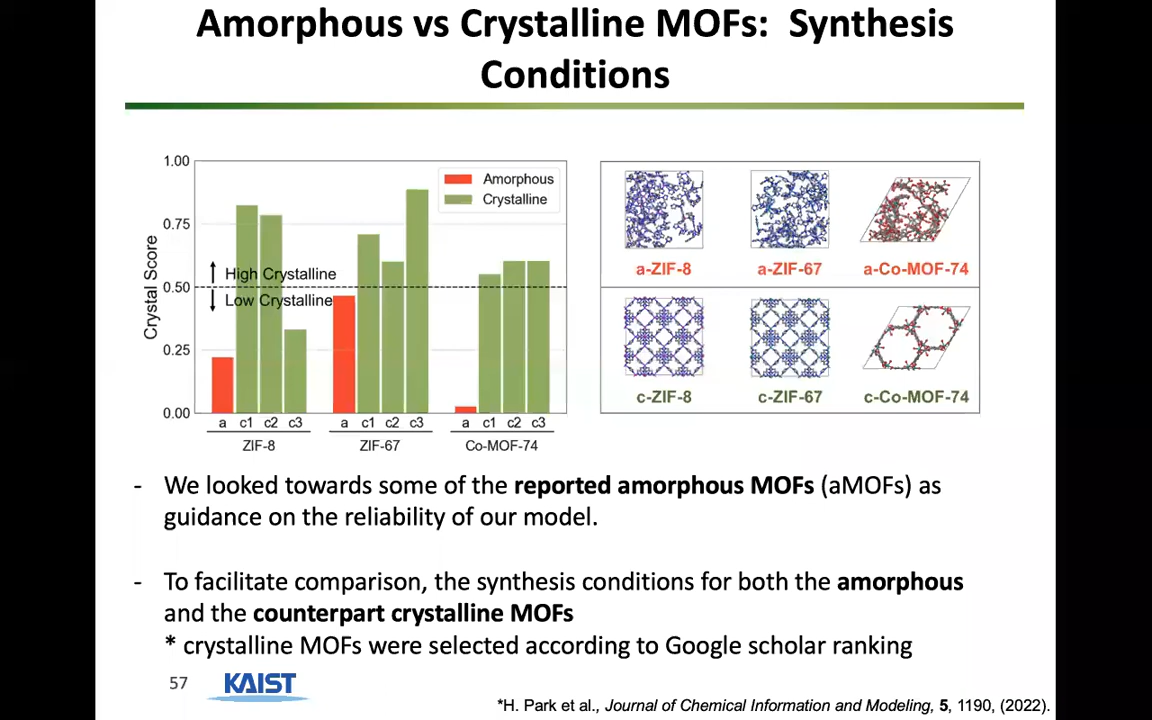 Amorphous vs Crystalline MOFs: Synthesis
Conditions
1.00
0.75
0.50
0.25
0.00
Crystal Score
Amorphous
Crystalline
High Crystalline
Low Crystalline
a c1 c2 c3 a c1 c2 c3 a c1 c2 c3
ZIF-8 ZIF-67 Co-MOF-74
a-ZIF-8 a-ZIF-67 a-Co-MOF-74
c-ZIF-8 c-ZIF-67 c-Co-MOF-74
- We looked towards some of the reported amorphous MOFs (aMOFs) as
guidance on the reliability of our model.
- To facilitate comparison, the synthesis conditions for both the amorphous
and the counterpart crystalline MOFs
* crystalline MOFs were selected according to Google scholar ranking
57 KAIST
*H. Park et al., Journal of Chemical Information and Modeling, 5, 1190, (2022).